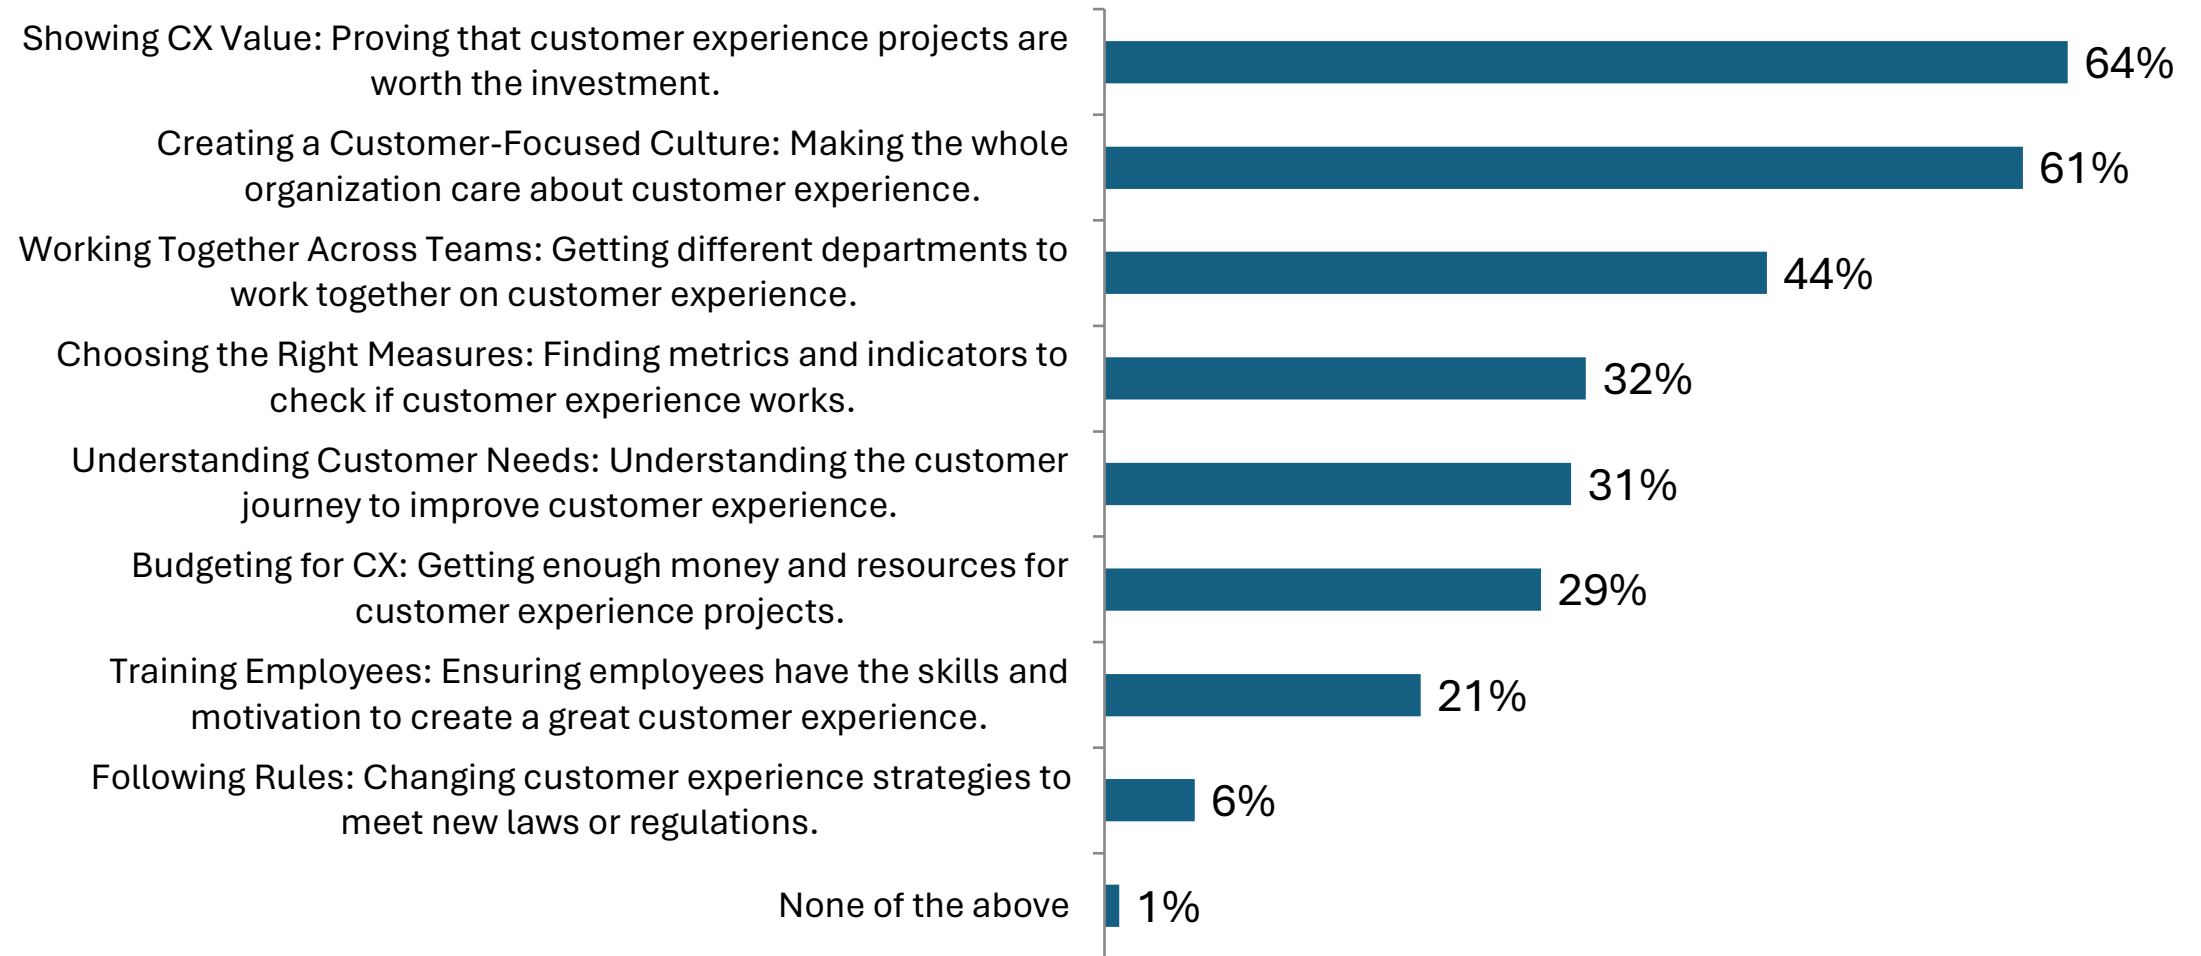 Showing CX Value: Proving that customer experience projects are
worth the investment.
64%
Creating a Customer-Focused Culture: Making the whole
organization care about customer experience.
61%
Working Together Across Teams: Getting different departments to
work together on customer experience.
44%
Choosing the Right Measures: Finding metrics and indicators to
check if customer experience works.
32%
Understanding Customer Needs: Understanding the customer
journey to improve customer experience.
31%
Budgeting for CX: Getting enough money and resources for
customer experience projects.
29%
Training Employees: Ensuring employees have the skills and
motivation to create a great customer experience.
21%
Following Rules: Changing customer experience strategies to
meet new laws or regulations.
6%
None of the above
1%